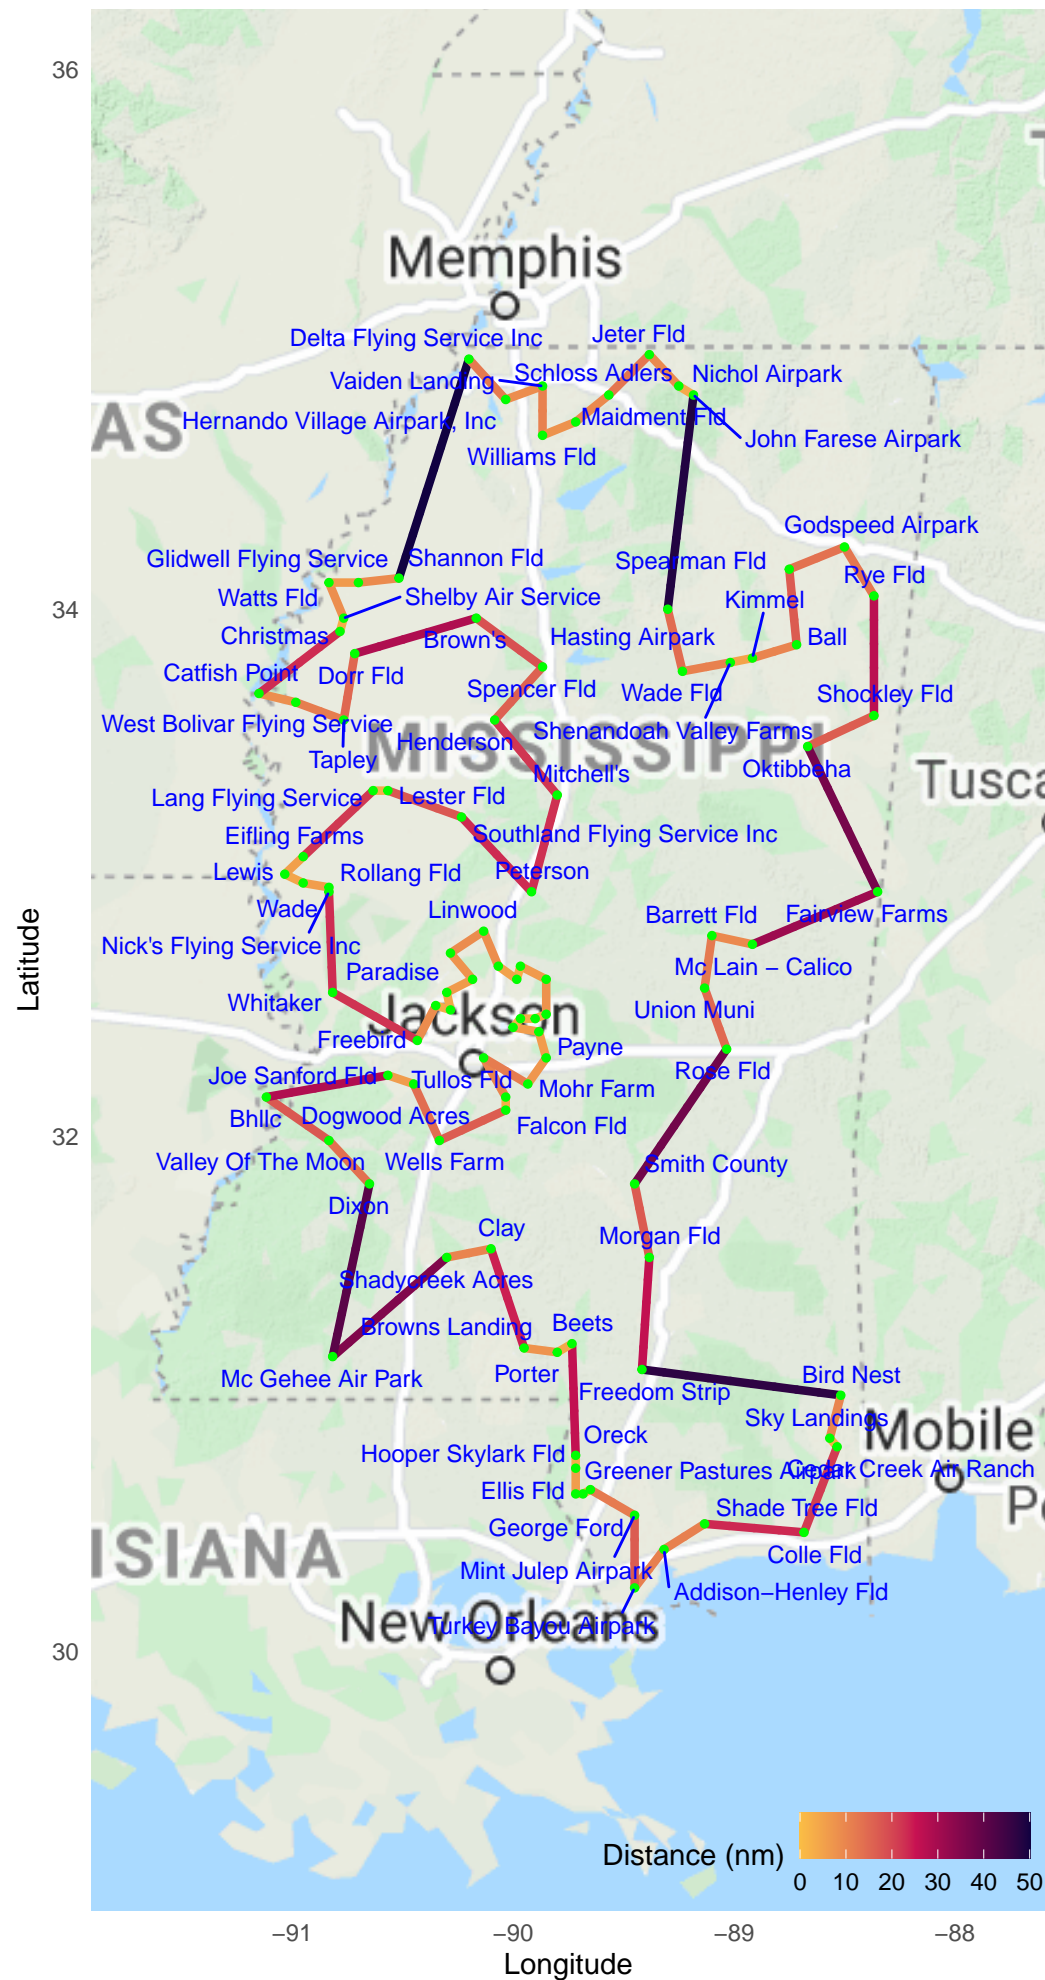 36
Memphis
Delta Flying Service Inc
Jeter Fld
Vaiden Landing
Schloss Adlers
Nichol Airpark
AS
Hernando Village Airpark, Inc
Maidment Fld
John Farese Airpark
Williams Fld
Godspeed Airpark
Glidwell Flying Service
Shannon Fld
Spearman Fld
Rye Fld
34
Watts Fld
Shelby Air Service
Kimmel
Christmas
Brown's
Hasting Airpark
Ball
Catfish Point
Dorr Fld
Spencer Fld
Wade Fld
Shockley Fld
West Bolivar Flying Service
Henderson
Shenandoah Valley Farms
MISSISSIPPI
Tapley
Mitchell's
Oktibbeha
Tusca
Lang Flying Service
Lester Fld
Eifling Farms
Southland Flying Service Inc
Lewis
Rollang Fld
Peterson
Wade
Linwood
Barrett Fld
Fairview Farms
Nick's Flying Service Inc
Paradise
Mc Lain − Calico
Whitaker
Jackson
Union Muni
Freebird
Payne
Rose Fld
Joe Sanford Fld
Tullos Fld
Mohr Farm
Bhllc
Dogwood Acres
Falcon Fld
32
Valley Of The Moon
Wells Farm
Smith County
Dixon
Clay
Morgan Fld
Shadycreek Acres
Browns Landing
Beets
Mc Gehee Air Park
Porter
Freedom Strip
Bird Nest
Sky Landings
Mobile
Hooper Skylark Fld
Oreck
Greener Pastures Airpark
Cedar Creek Air Ranch
Ellis Fld
Shade Tree Fld
Pe
George Ford
Colle Fld
ISIANA
Mint Julep Airpark
Addison−Henley Fld
New Orleans
Turkey Bayou Airpark
30
Latitude
Distance (nm)
0 10 20 30 40 50
−91 −90 −89 −88
Longitude